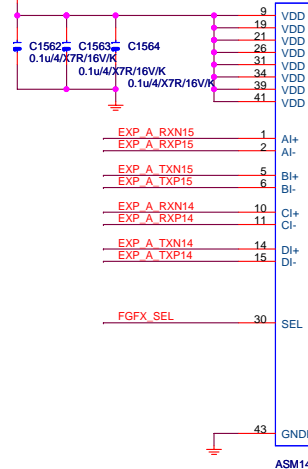 9 VDD
19 VDD
21 VDD
26 VDD
31 VDD
34 VDD
39 VDD
41 VDD
C1562
0.1u/4/X7R/16V/K
C1563
0.1u/4/X7R/16V/K
C1564
0.1u/4/X7R/16V/K
EXP_A_RXN15 1 AI+
EXP_A_RXP15 2 AI-
EXP_A_TXN15 5 BI+
EXP_A_TXP15 6 BI-
EXP_A_RXN14 10 CI+
EXP_A_RXP14 11 CI-
EXP_A_TXN14 14 DI+
EXP_A_TXP14 15 DI-
FGFX_SEL 30 SEL
43 GND
ASM14